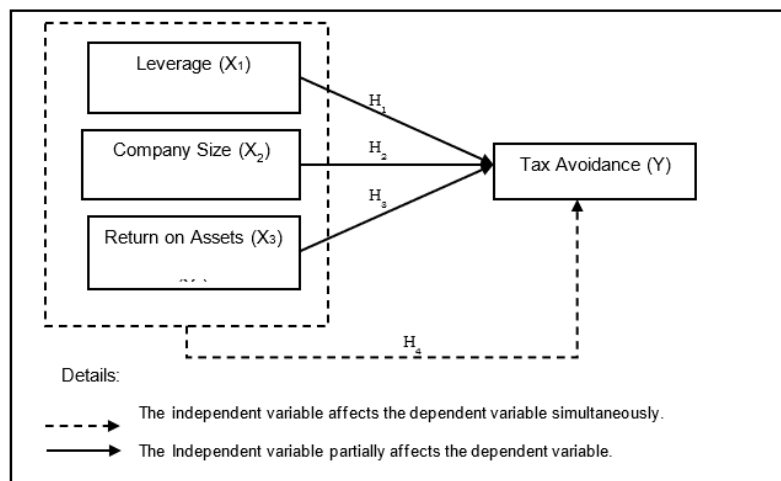 Leverage (X₁)
H₁
Company Size (X₂)
H₂
Tax Avoidance (Y)
H₃
Return on Assets (X₃)
H₄
Details:
The independent variable affects the dependent variable simultaneously.
The Independent variable partially affects the dependent variable.